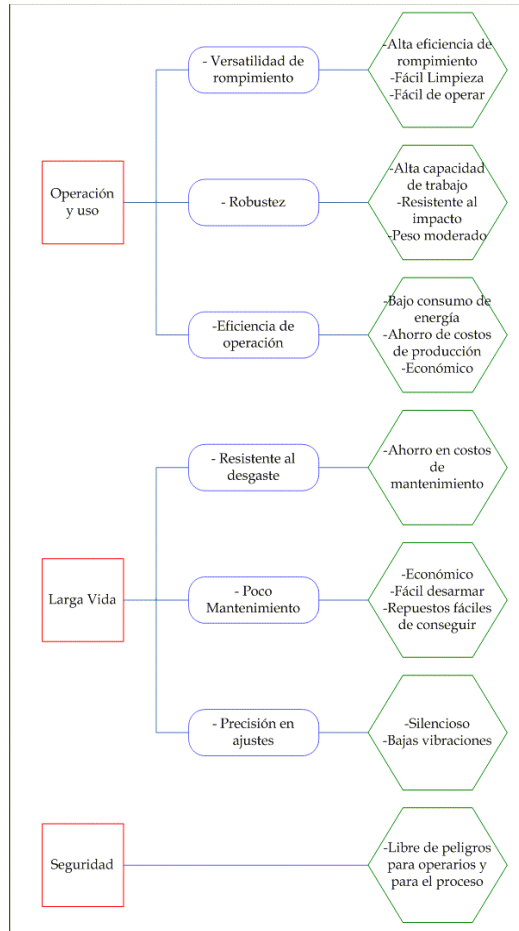 - Versatilidad de
rompimiento
-Alta eficiencia de
rompimiento
-Fácil Limpieza
-Fácil de operar
Operación
y uso
- Robustez
-Alta capacidad
de trabajo
-Resistente al
impacto
-Peso moderado
-Eficiencia de
operación
-Bajo consumo de
energía
-Ahorro de costos
de producción
-Económico
- Resistente al
desgaste
-Ahorro en costos
de
mantenimiento
Larga Vida
- Poco
Mantenimiento
-Económico
-Fácil desarmar
-Repuestos fáciles
de conseguir
- Precisión en
ajustes
-Silencioso
-Bajas vibraciones
Seguridad
-Libre de peligros
para operarios y
para el proceso